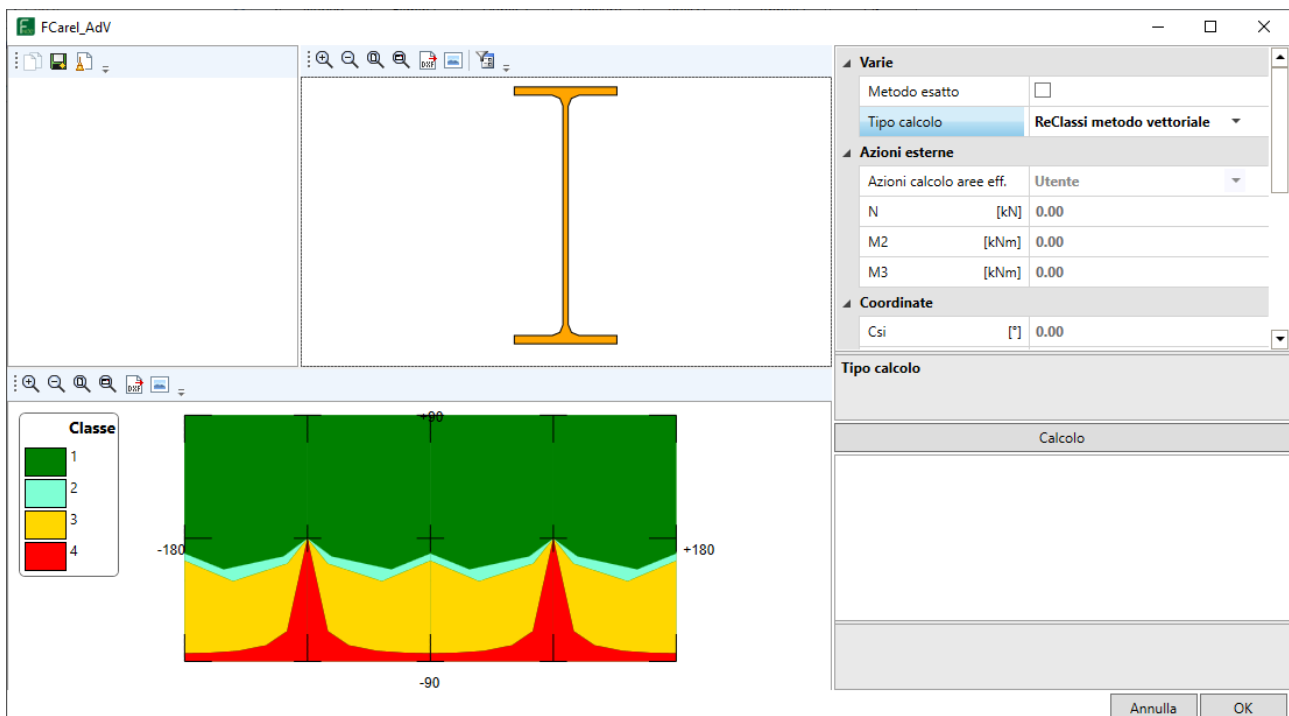 FCarel_AdV
DXF
Varie
Metodo esatto
Tipo calcolo ReClassi metodo vettoriale
Azioni esterne
Azioni calcolo aree eff. Utente
N [kN] 0.00
M2 [kNm] 0.00
M3 [kNm] 0.00
Coordinate
Csi [°] 0.00
Tipo calcolo
Calcolo
DXF
Classe
1
2
3
4
+90
-180
+180
-90
Annulla OK